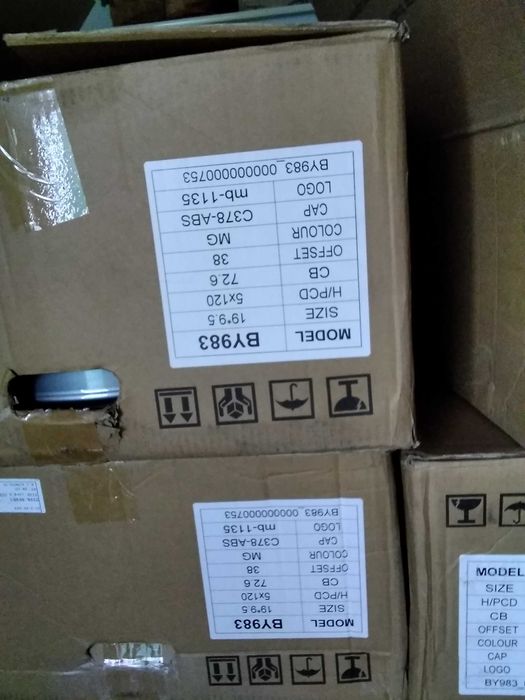 MODEL BY983
SIZE 19*9.5
H/PCD 5x120
CB 72.6
OFFSET 38
COLOUR MG
CAP C378-ABS
LOGO mb-1135
BY983_00000000000753
MODEL BY983
SIZE 19*9.5
H/PCD 5x120
CB 72.6
OFFSET 38
COLOUR MG
CAP C378-ABS
LOGO mb-1135
BY983_00000000000753
MODEL
SIZE
H/PCD
CB
OFFSET
COLOUR
CAP
LOGO
BY983